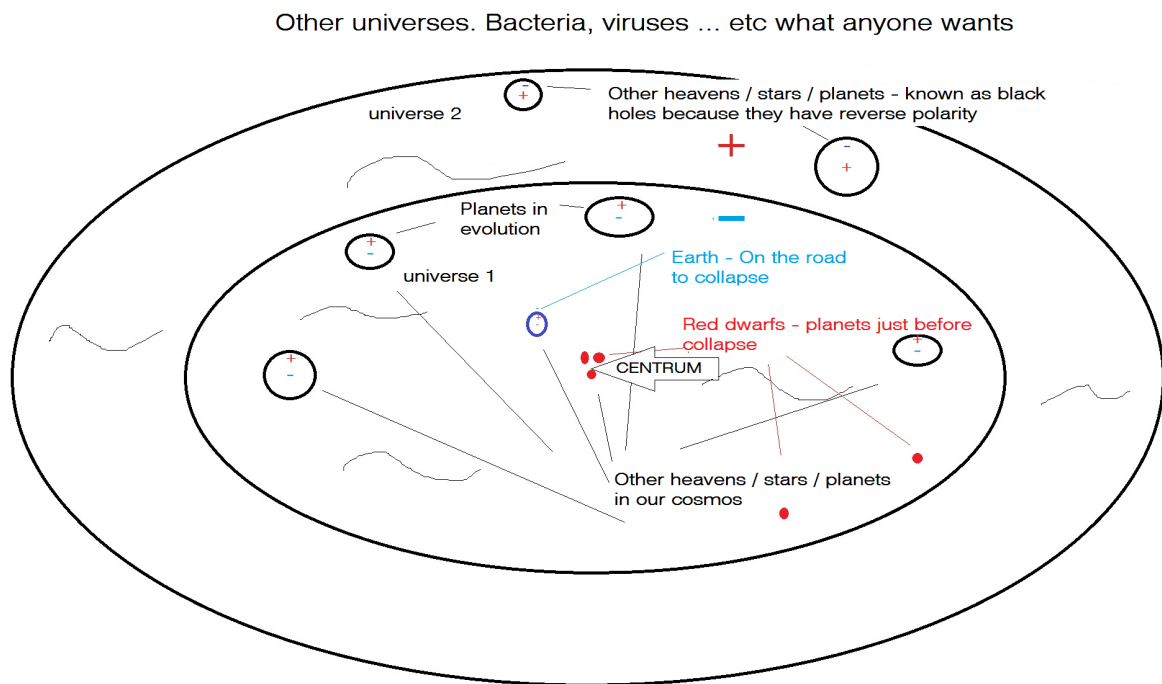 Other universes. Bacteria, viruses ... etc what anyone wants
Other heavens / stars / planets - known as black
holes because they have reverse polarity
universe 2
-
+
+
-
+
Planets in
evolution
+
-
-
+
-
universe 1
Earth - On the road
to collapse
+
-
Red dwarfs - planets just before
collapse
+
-
+
-
CENTRUM
Other heavens / stars / planets
in our cosmos